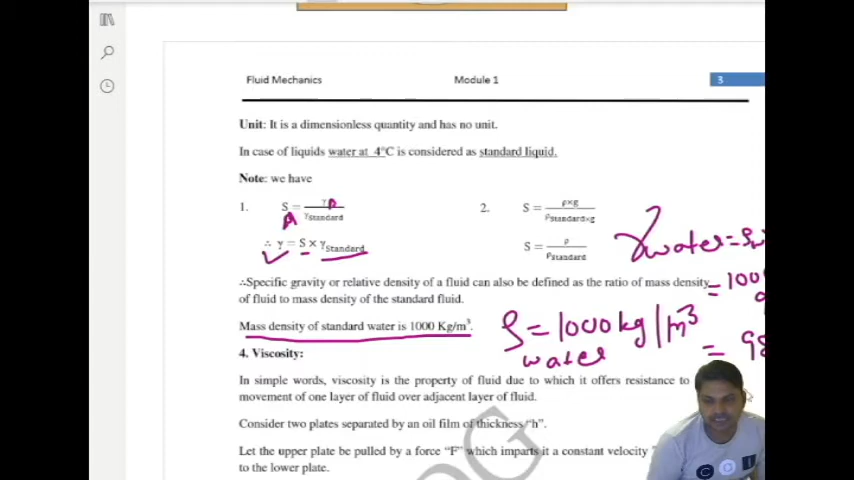 Fluid Mechanics Module 1 3
Unit: It is a dimensionless quantity and has no unit.
In case of liquids water at 4°C is considered as standard liquid.
Note: we have
1. S = γ / γStandard
2. S = ρ×g / ρStandard×g
∴ γ = S × γStandard
S = ρ / ρStandard
γwater = ρw
= 100
∴Specific gravity or relative density of a fluid can also be defined as the ratio of mass density
of fluid to mass density of the standard fluid.
Mass density of standard water is 1000 Kg/m³.
ρwater = 1000 kg/m³
= 98
4. Viscosity:
In simple words, viscosity is the property of fluid due to which it offers resistance to
movement of one layer of fluid over adjacent layer of fluid.
Consider two plates separated by an oil film of thickness “h”.
Let the upper plate be pulled by a force “F” which imparts it a constant velocity
to the lower plate.